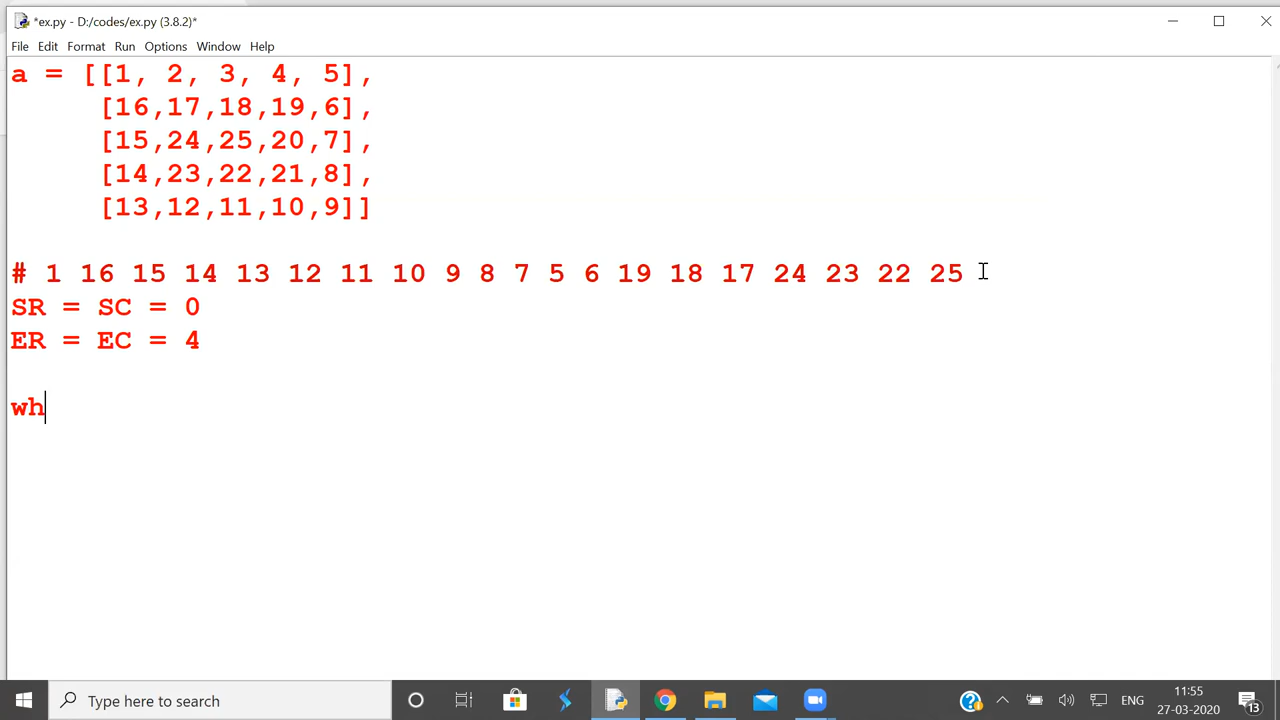 *ex.py - D:/codes/ex.py (3.8.2)*
File Edit Format Run Options Window Help
a = [[1, 2, 3, 4, 5],
[16,17,18,19,6],
[15,24,25,20,7],
[14,23,22,21,8],
[13,12,11,10,9]]
# 1 16 15 14 13 12 11 10 9 8 7 5 6 19 18 17 24 23 22 25
SR = SC = 0
ER = EC = 4
wh
Type here to search
ENG
11:55
27-03-2020
13